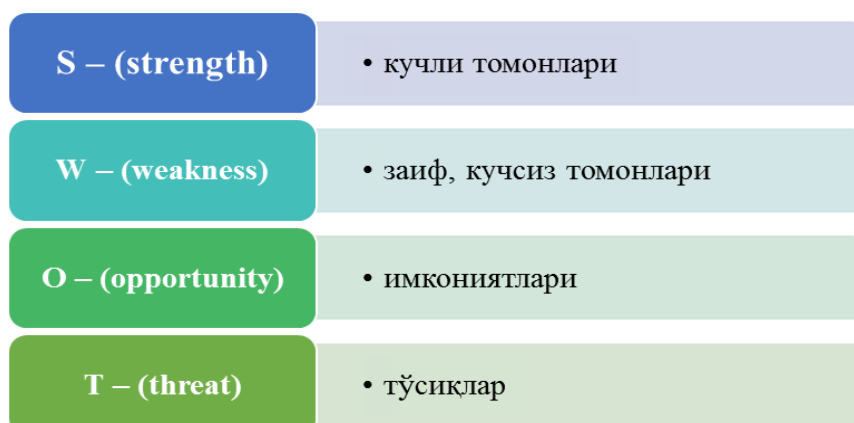 S – (strength)
• кучли томонлари
W – (weakness)
• заиф, кучсиз томонлари
O – (opportunity)
• имкониятлари
T – (threat)
• тўсиқлар